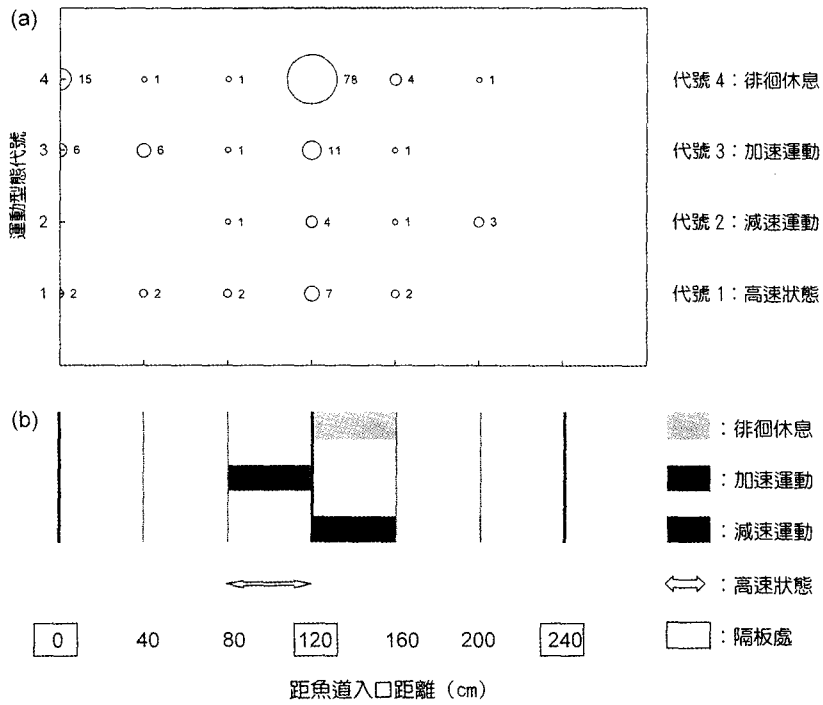 (a)
運動型態代號
4 15 1 1 78 4 1 代號 4：徘徊休息
3 6 6 1 11 1 代號 3：加速運動
2 1 4 1 3 代號 2：減速運動
1 2 2 2 7 2 代號 1：高速狀態
(b)
：徘徊休息
：加速運動
：減速運動
：高速狀態
0 40 80 120 160 200 240 ：隔板處
距魚道入口距離（cm）